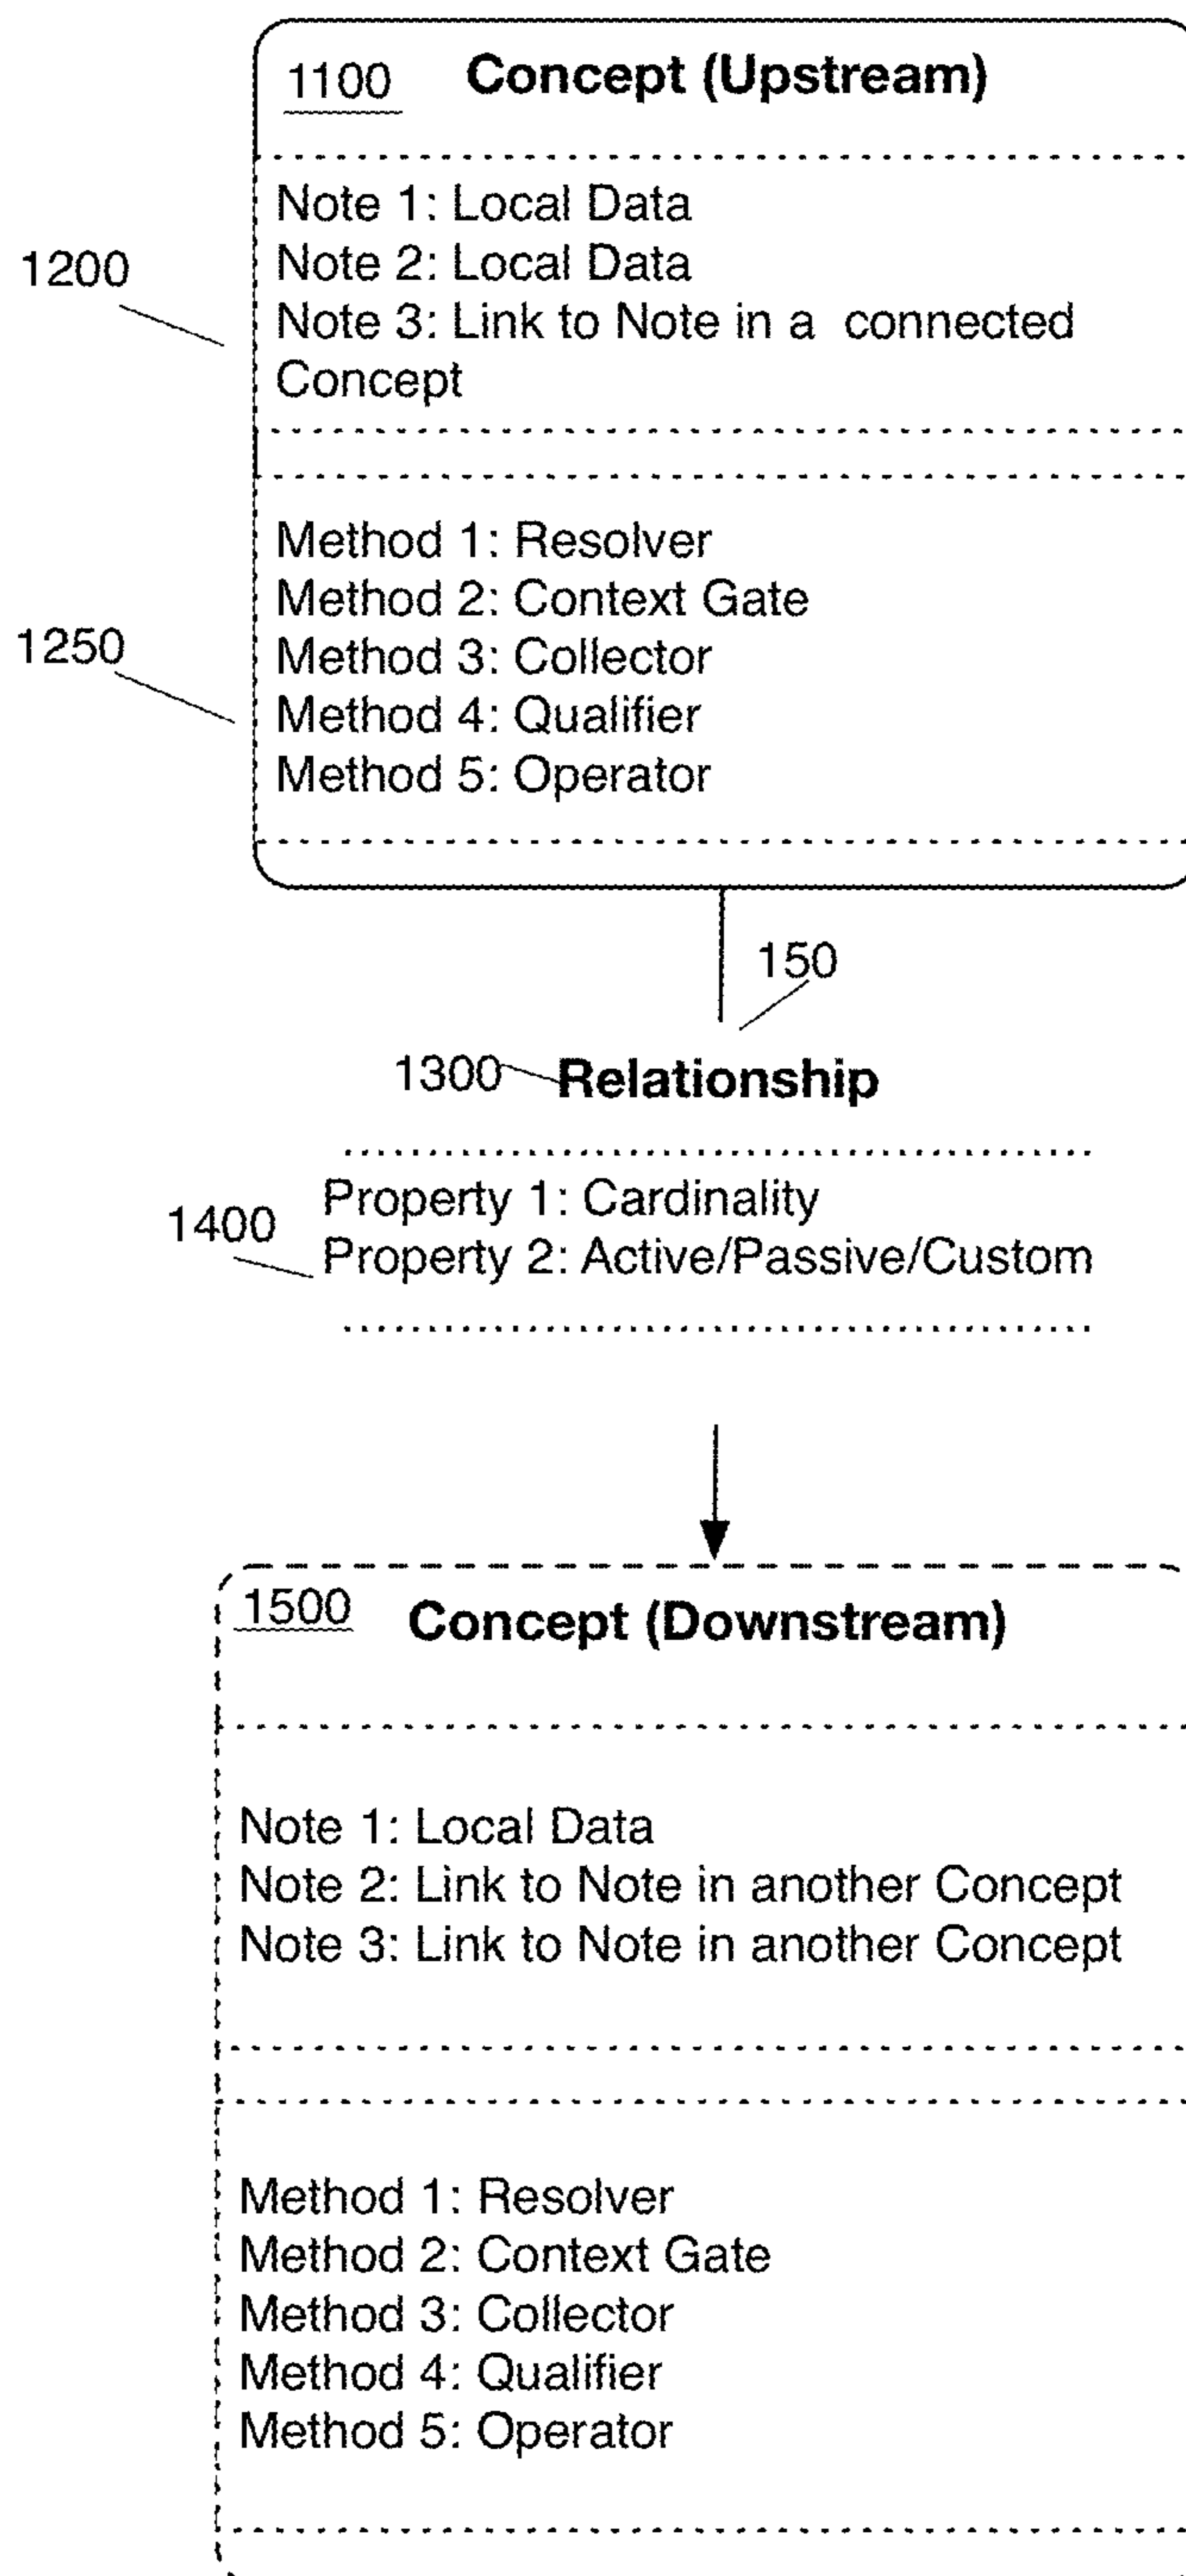 1100 Concept (Upstream)
Note 1: Local Data
1200
Note 2: Local Data
Note 3: Link to Note in a connected
Concept
Method 1: Resolver
Method 2: Context Gate
1250
Method 3: Collector
Method 4: Qualifier
Method 5: Operator
150
1300 Relationship
Property 1: Cardinality
1400
Property 2: Active/Passive/Custom
1500 Concept (Downstream)
Note 1: Local Data
Note 2: Link to Note in another Concept
Note 3: Link to Note in another Concept
Method 1: Resolver
Method 2: Context Gate
Method 3: Collector
Method 4: Qualifier
Method 5: Operator